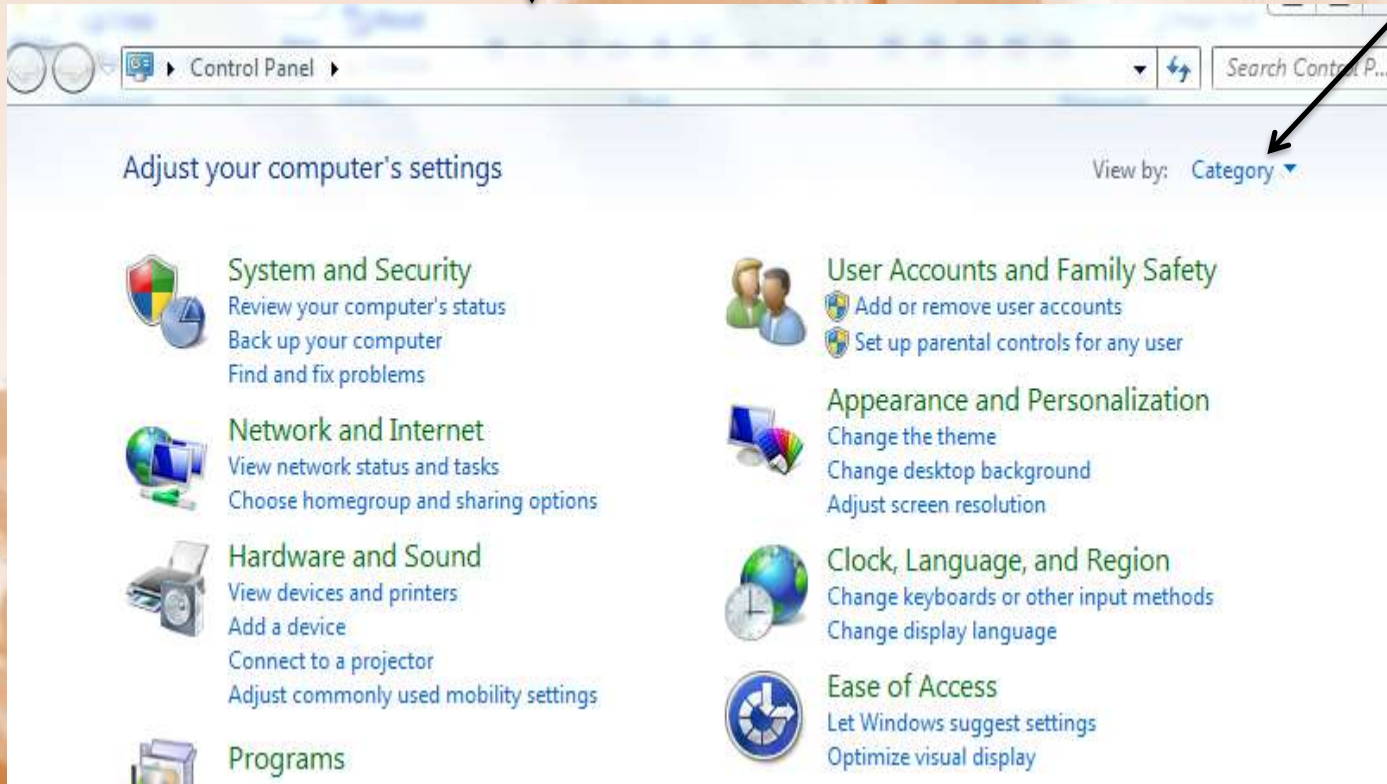 Control Panel
Search Control P...
Adjust your computer's settings
View by: Category
System and Security
Review your computer's status
Back up your computer
Find and fix problems
Network and Internet
View network status and tasks
Choose homegroup and sharing options
Hardware and Sound
View devices and printers
Add a device
Connect to a projector
Adjust commonly used mobility settings
Programs
User Accounts and Family Safety
Add or remove user accounts
Set up parental controls for any user
Appearance and Personalization
Change the theme
Change desktop background
Adjust screen resolution
Clock, Language, and Region
Change keyboards or other input methods
Change display language
Ease of Access
Let Windows suggest settings
Optimize visual display